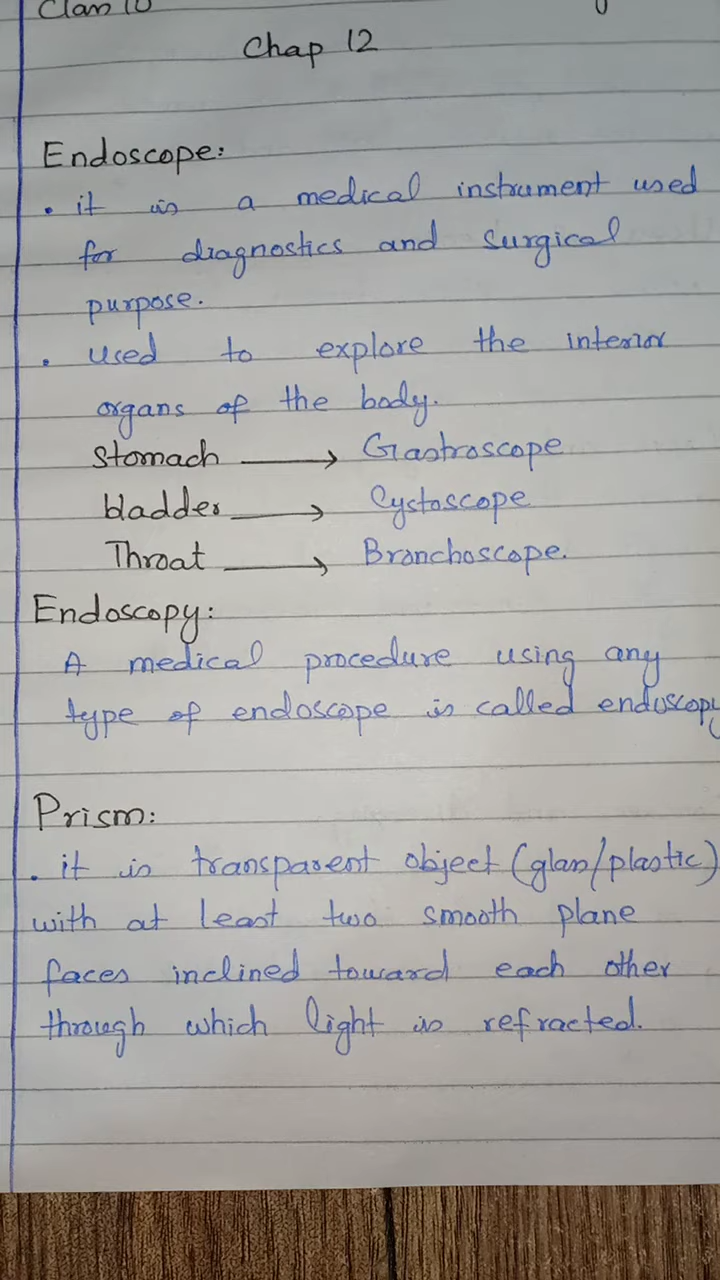 Class 10
Chap 12
Endoscope:
. it is a medical instrument used
for diagnostics and surgical
purpose.
. Used to explore the interior
organs of the body.
Stomach → Gastroscope
bladder → Cystoscope
Throat → Bronchoscope.
Endoscopy:
A medical procedure using any
type of endoscope is called endoscopy
Prism:
. it is transparent object (glass/plastic)
with at least two smooth plane
faces inclined toward each other
through which light is refracted.